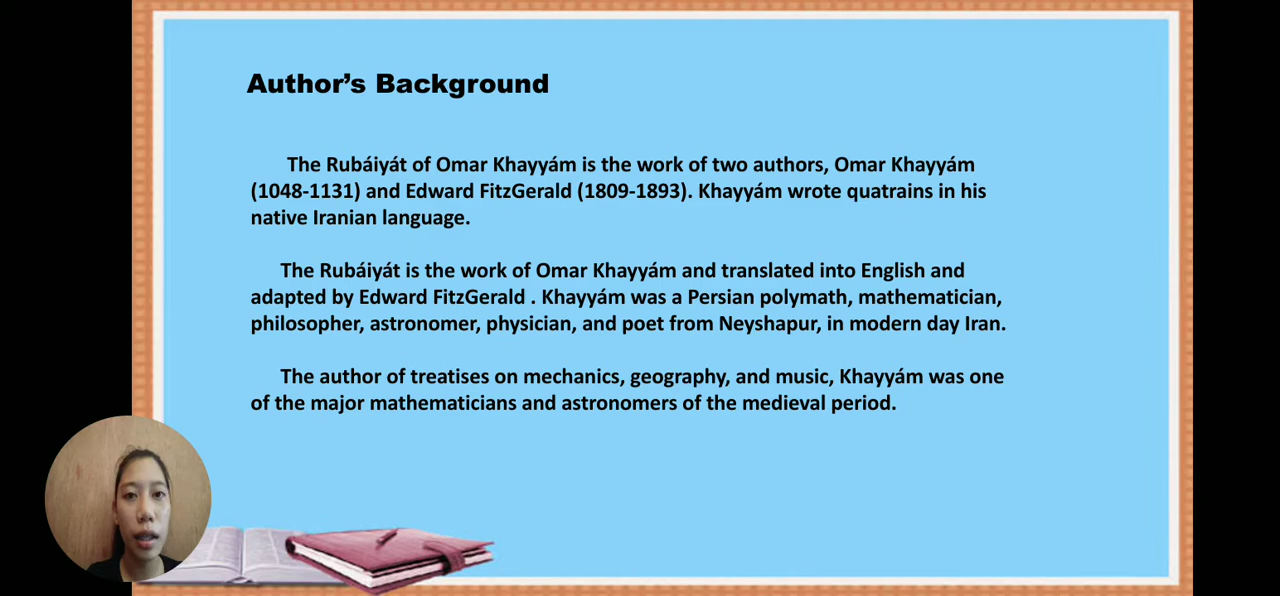 Author’s Background
The Rubáiyát of Omar Khayyám is the work of two authors, Omar Khayyám
(1048-1131) and Edward FitzGerald (1809-1893). Khayyám wrote quatrains in his
native Iranian language.
The Rubáiyát is the work of Omar Khayyám and translated into English and
adapted by Edward FitzGerald . Khayyám was a Persian polymath, mathematician,
philosopher, astronomer, physician, and poet from Neyshapur, in modern day Iran.
The author of treatises on mechanics, geography, and music, Khayyám was one
of the major mathematicians and astronomers of the medieval period.